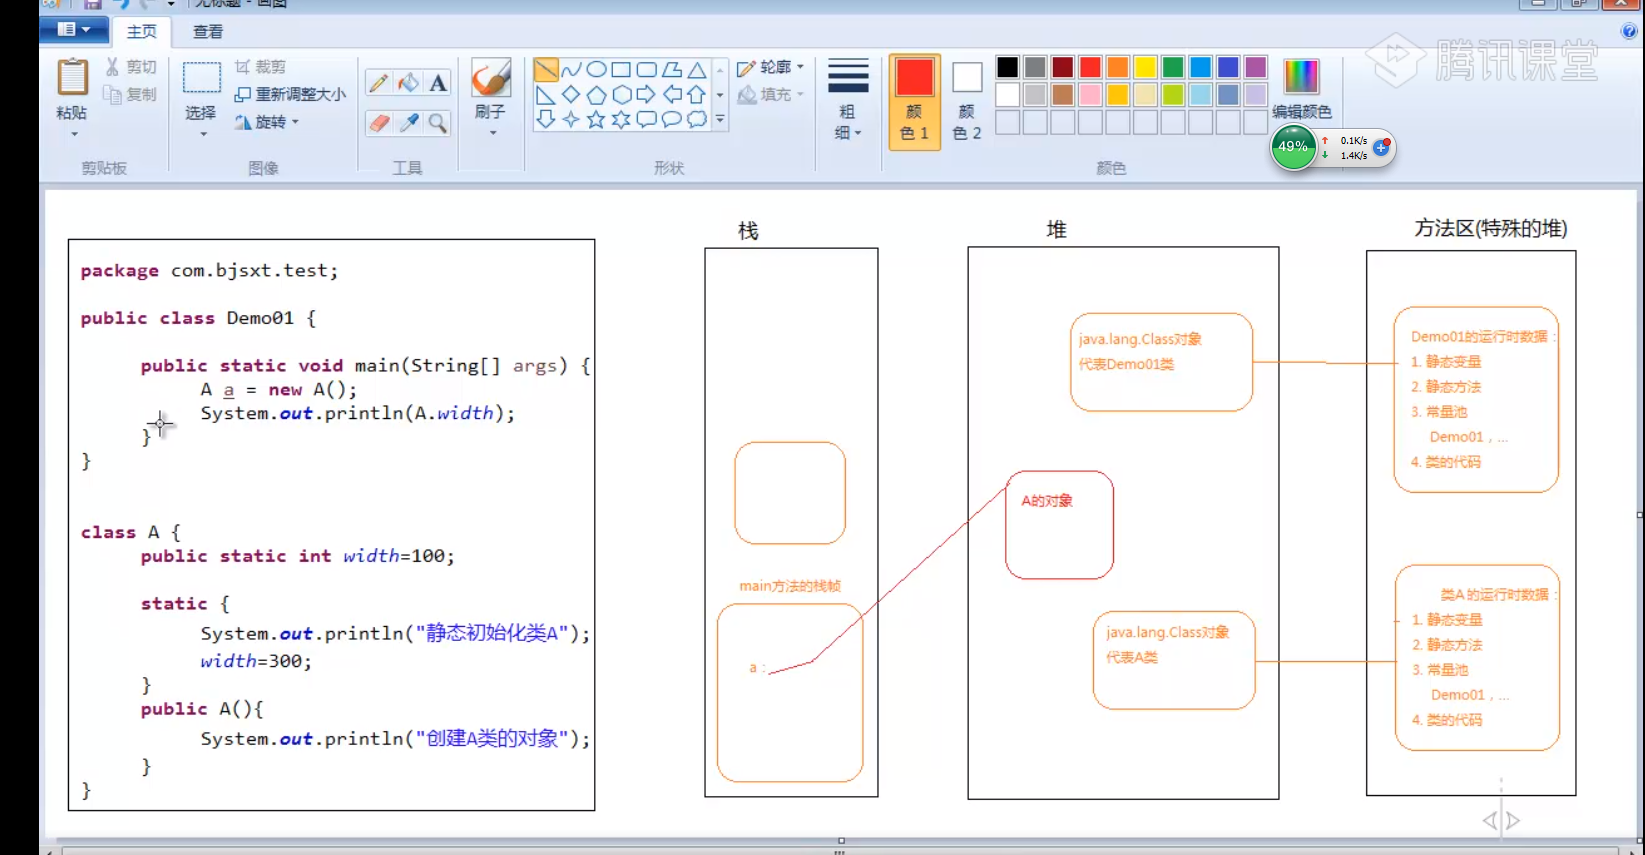 无标题 - 画图
主页 查看
腾讯课堂
粘贴
剪切
复制
剪贴板
选择
裁剪
重新调整大小
旋转
图像
A
工具
刷子
轮廓
填充
形状
粗
细
颜
色 1
颜
色 2
编辑颜色
颜色
49%
0.1K/s
1.4K/s
package com.bjsxt.test;
public class Demo01 {
public static void main(String[] args) {
A a = new A();
System.out.println(A.width);
}
}
class A {
public static int width=100;
static {
System.out.println("静态初始化类A");
width=300;
}
public A(){
System.out.println("创建A类的对象");
}
}
栈
main方法的栈帧
a :
堆
java.lang.Class对象
代表Demo01类
A的对象
java.lang.Class对象
代表A类
方法区(特殊的堆)
Demo01的运行时数据：
1. 静态变量
2. 静态方法
3. 常量池
Demo01，...
4. 类的代码
类A 的运行时数据：
1. 静态变量
2. 静态方法
3. 常量池
Demo01，...
4. 类的代码